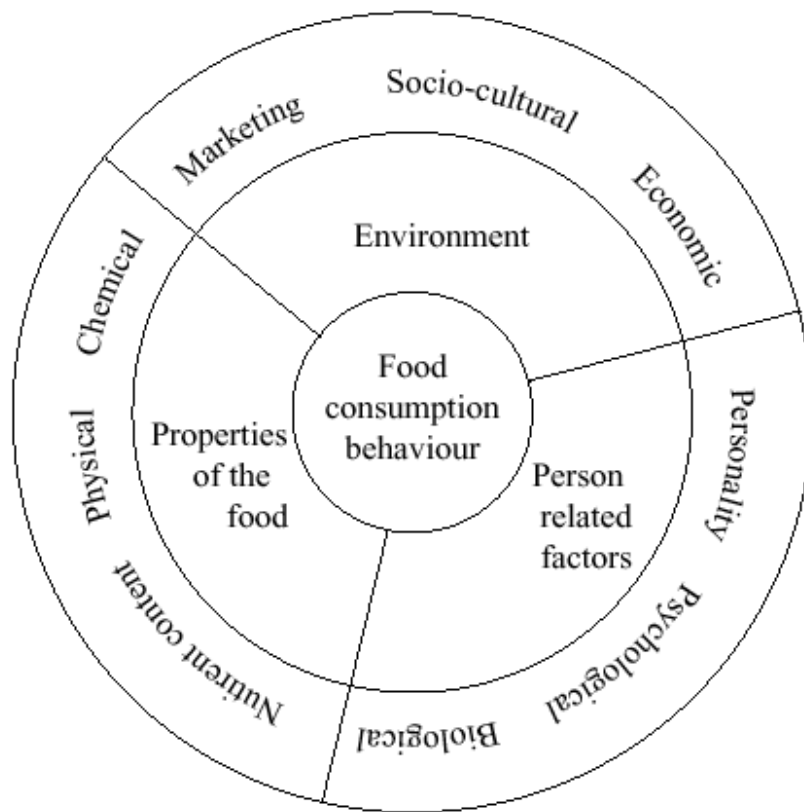 Marketing
Socio-cultural
Economic
Environment
Chemical
Physical
Nutirent content
Properties
of the
food
Food
consumption
behaviour
Person
related
factors
Personality
Psychological
Biological